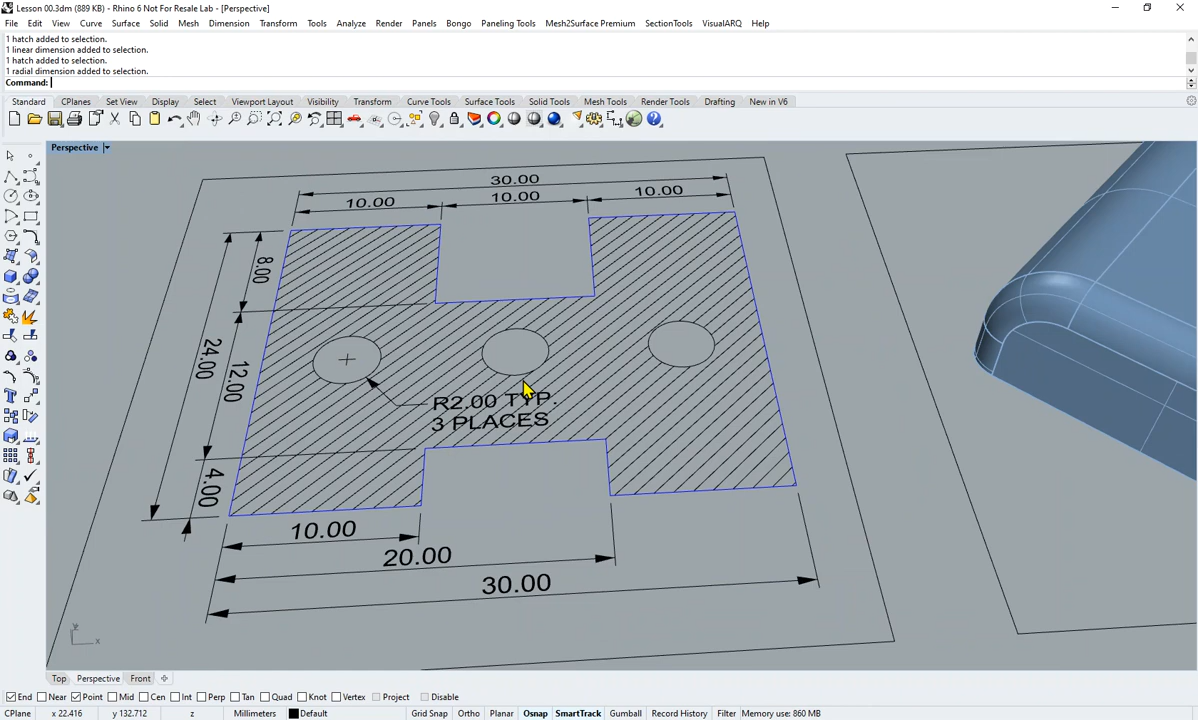 Lesson 00.3dm (889 KB) - Rhino 6 Not For Resale Lab - [Perspective]
File Edit View Curve Surface Solid Mesh Dimension Transform Tools Analyze Render Panels Bongo Paneling Tools Mesh2Surface Premium SectionTools VisualARQ Help
1 hatch added to selection.
1 linear dimension added to selection.
1 hatch added to selection.
1 radial dimension added to selection.
Command:
Standard CPlanes Set View Display Select Viewport Layout Visibility Transform Curve Tools Surface Tools Solid Tools Mesh Tools Render Tools Drafting New in V6
Perspective
30.00
10.00 10.00 10.00
8.00
24.00
12.00
R2.00 TYP.
3 PLACES
4.00
10.00
20.00
30.00
x
Top Perspective Front
End Near Point Mid Cen Int Perp Tan Quad Knot Vertex Project Disable
CPlane x 22.416 y 132.712 z Millimeters Default Grid Snap Ortho Planar Osnap SmartTrack Gumball Record History Filter Memory use: 860 MB